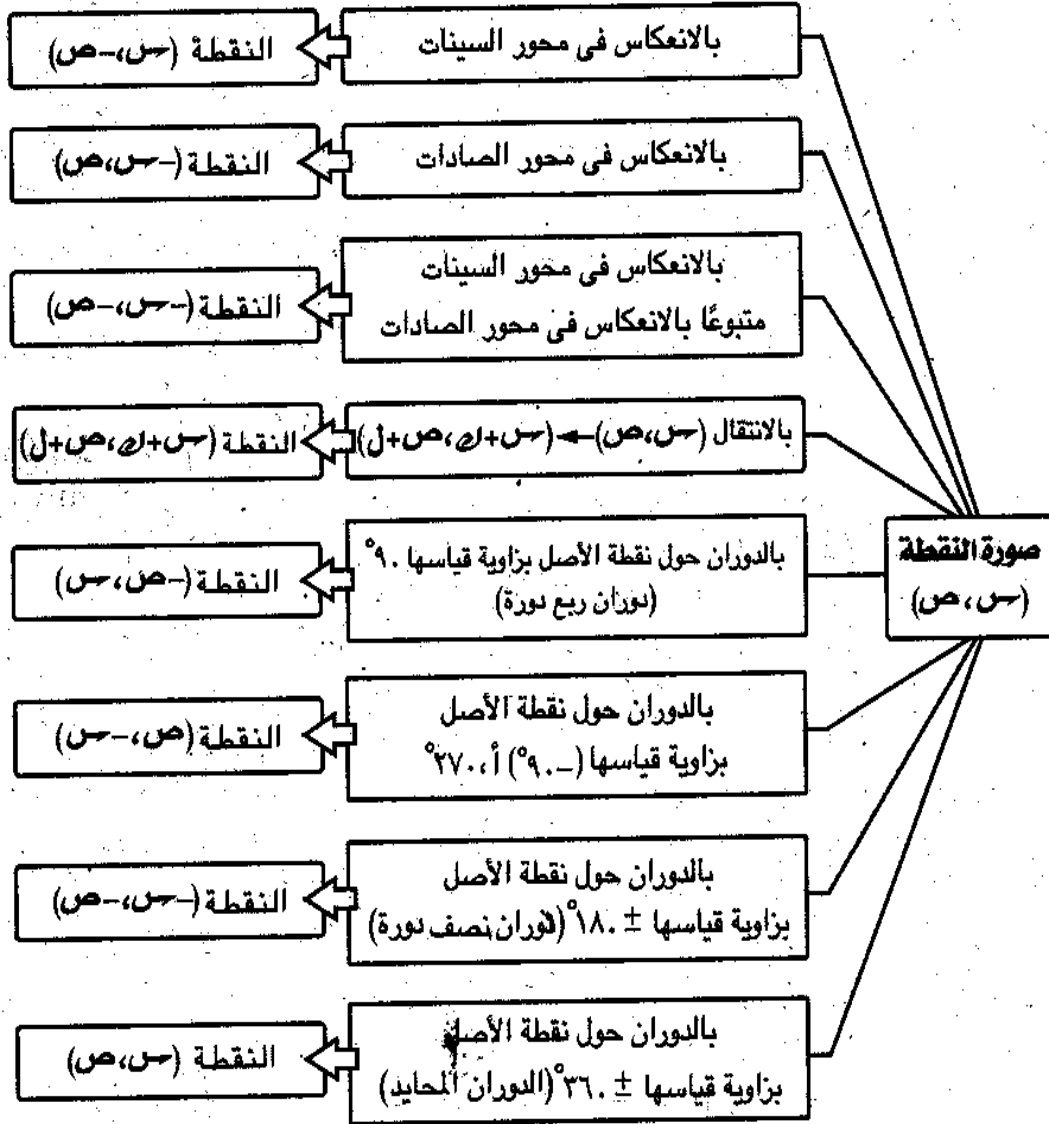 صورة النقطة
(س، ص)
بالانعكاس فى محور السينات
النقطة (س، -ص)
بالانعكاس فى محور الصادات
النقطة (-س، ص)
بالانعكاس فى محور السينات
متبوعًا بالانعكاس فى محور الصادات
النقطة (-س، -ص)
بالانتقال (س، ص) ← (س+ك، ص+ل)
النقطة (س+ك، ص+ل)
بالدوران حول نقطة الأصل بزاوية قياسها ٩٠°
(دوران ربع دورة)
النقطة (-ص، س)
بالدوران حول نقطة الأصل
بزاوية قياسها (-٩٠°) أ، ٢٧٠°
النقطة (ص، -س)
بالدوران حول نقطة الأصل
بزاوية قياسها ± ١٨٠° (دوران نصف دورة)
النقطة (-س، -ص)
بالدوران حول نقطة الأصل
بزاوية قياسها ± ٣٦٠° (الدوران المحايد)
النقطة (س، ص)